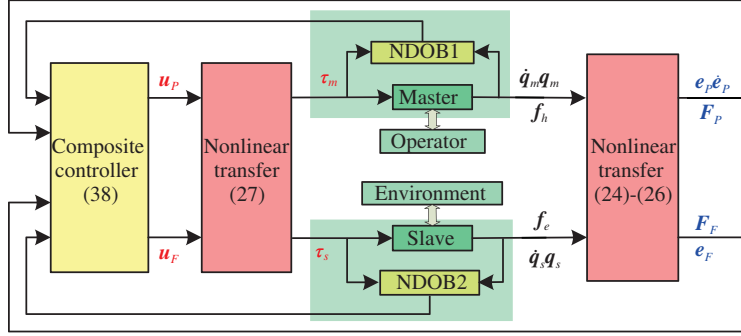 NDOB1
u_P
τ_m
q̇_m q_m
e_P ė_P
Master
f_h
F_P
Composite
controller
(38)
Nonlinear
transfer
(27)
Operator
Nonlinear
transfer
(24)-(26)
Environment
u_F
τ_s
Slave
f_e
F_F
q̇_s q_s
e_F
NDOB2